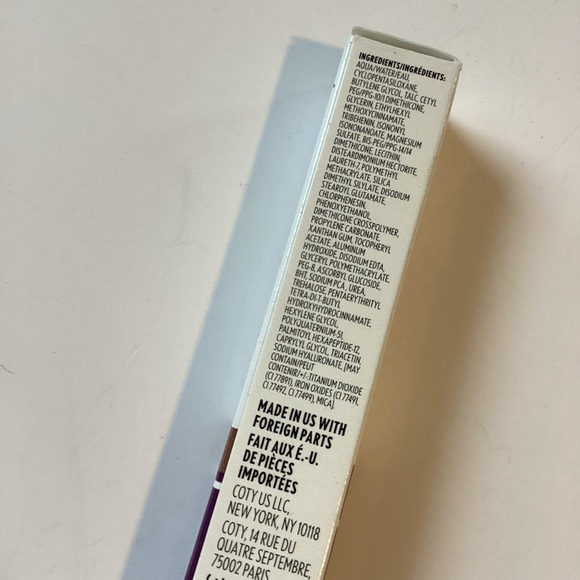 INGREDIENTS/INGRÉDIENTS:
AQUA/WATER/EAU,
CYCLOPENTASILOXANE,
BUTYLENE GLYCOL, TALC, CETYL
PEG/PPG-10/1 DIMETHICONE,
GLYCERIN, ETHYLHEXYL
METHOXYCINNAMATE,
TRIBEHENIN, ISONONYL
ISONONANOATE, MAGNESIUM
SULFATE, BIS-PEG/PPG-14/14
DIMETHICONE, LECITHIN,
DISTEARDIMONIUM HECTORITE,
LAURETH-7, POLYMETHYL
METHACRYLATE, SILICA
DIMETHYL SILYLATE, DISODIUM
STEAROYL GLUTAMATE,
CHLORPHENESIN,
PHENOXYETHANOL,
DIMETHICONE CROSSPOLYMER,
PROPYLENE CARBONATE,
XANTHAN GUM, TOCOPHERYL
ACETATE, ALUMINUM
HYDROXIDE, DISODIUM EDTA,
GLYCERYL POLYMETHACRYLATE,
PEG-8, ASCORBYL GLUCOSIDE,
BHT, SODIUM PCA , UREA,
TREHALOSE, PENTAERYTHRITYL
TETRA-DI-T-BUTYL
HYDROXYHYDROCINNAMATE,
HEXYLENE GLYCOL,
POLYQUATERNIUM-51,
PALMITOYL HEXAPEPTIDE-12,
CAPRYLYL GLYCOL, TRIACETIN,
SODIUM HYALURONATE, [MAY
CONTAIN/PEUT
CONTENIR/+/-:TITANIUM DIOXIDE
(CI 77891), IRON OXIDES (CI 77491,
CI 77492, CI 77499), MICA].
MADE IN US WITH
FOREIGN PARTS
FAIT AUX É.-U.
DE PIÈCES
IMPORTÉES
COTY US LLC,
NEW YORK, NY 10118
COTY, 14 RUE DU
QUATRE SEPTEMBRE,
75002 PARIS